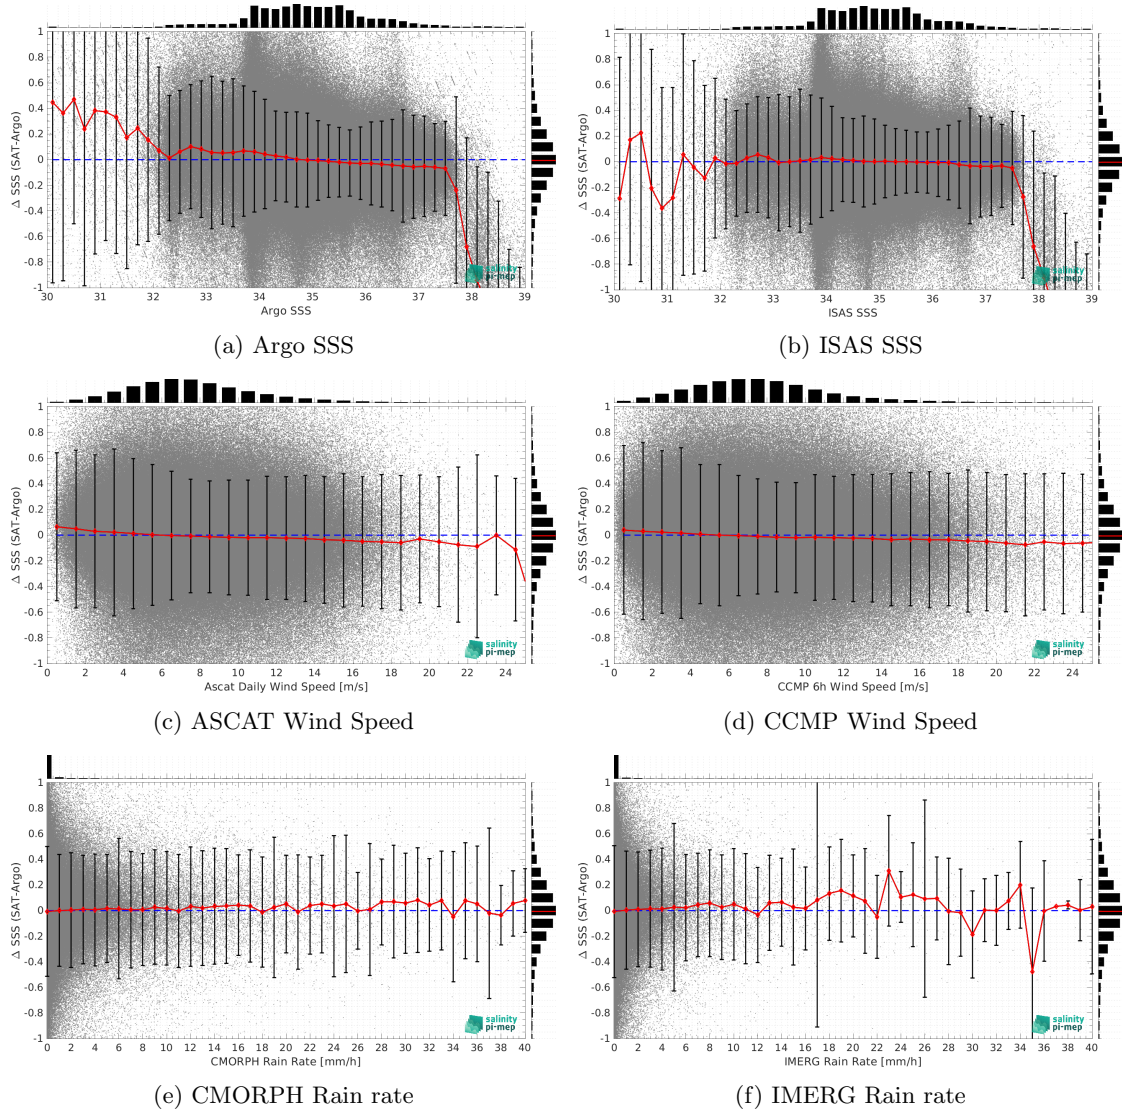 1
0.8
0.6
0.4
0.2
0
-0.2
-0.4
-0.6
-0.8
-1
Δ SSS (SAT-Argo)
30 31 32 33 34 35 36 37 38 39
Argo SSS
salinity
pi-mep
(a) Argo SSS
1
0.8
0.6
0.4
0.2
0
-0.2
-0.4
-0.6
-0.8
-1
Δ SSS (SAT-Argo)
30 31 32 33 34 35 36 37 38 39
ISAS SSS
salinity
pi-mep
(b) ISAS SSS
1
0.8
0.6
0.4
0.2
0
-0.2
-0.4
-0.6
-0.8
-1
Δ SSS (SAT-Argo)
0 2 4 6 8 10 12 14 16 18 20 22 24
Ascat Daily Wind Speed [m/s]
salinity
pi-mep
(c) ASCAT Wind Speed
1
0.8
0.6
0.4
0.2
0
-0.2
-0.4
-0.6
-0.8
-1
Δ SSS (SAT-Argo)
0 2 4 6 8 10 12 14 16 18 20 22 24
CCMP 6h Wind Speed [m/s]
salinity
pi-mep
(d) CCMP Wind Speed
1
0.8
0.6
0.4
0.2
0
-0.2
-0.4
-0.6
-0.8
-1
Δ SSS (SAT-Argo)
0 2 4 6 8 10 12 14 16 18 20 22 24 26 28 30 32 34 36 38 40
CMORPH Rain Rate [mm/h]
salinity
pi-mep
(e) CMORPH Rain rate
1
0.8
0.6
0.4
0.2
0
-0.2
-0.4
-0.6
-0.8
-1
Δ SSS (SAT-Argo)
0 2 4 6 8 10 12 14 16 18 20 22 24 26 28 30 32 34 36 38 40
IMERG Rain Rate [mm/h]
salinity
pi-mep
(f) IMERG Rain rate